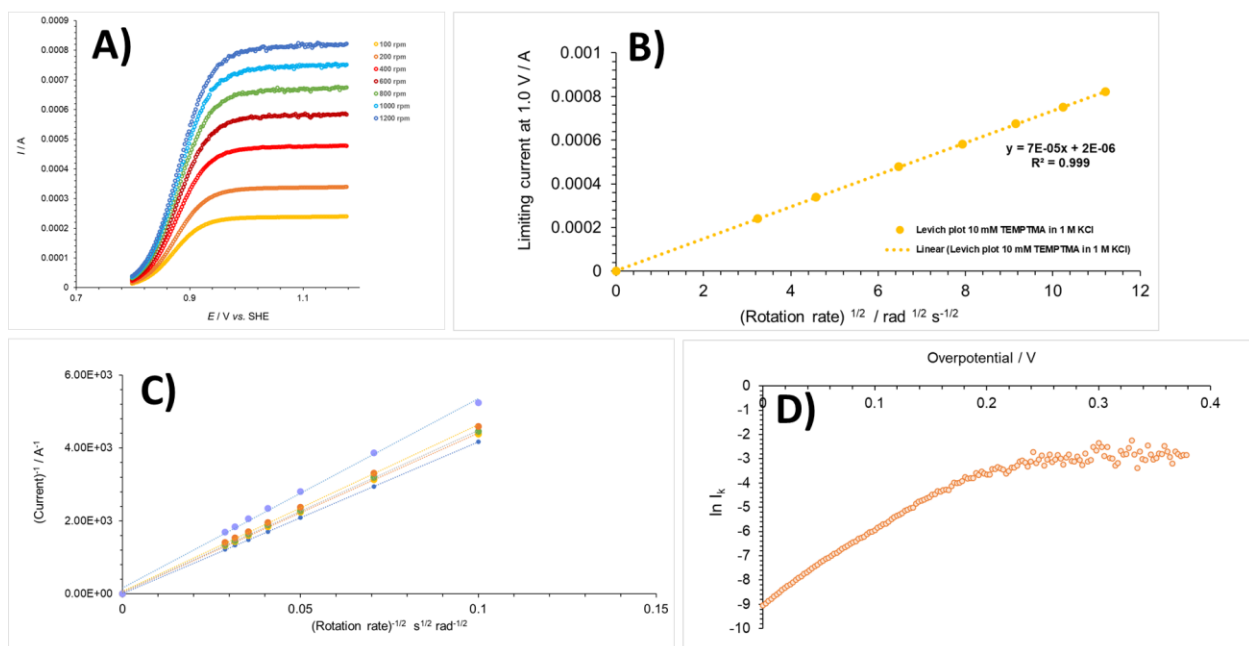 A)
0.0009
0.0008
0.0007
0.0006
0.0005
0.0004
0.0003
0.0002
0.0001
0
I / A
0.7
0.9
1.1
E / V vs. SHE
100 rpm
200 rpm
400 rpm
600 rpm
800 rpm
1000 rpm
1200 rpm
B)
0.001
0.0008
0.0006
0.0004
0.0002
0
Limiting current at 1.0 V / A
y = 7E-05x + 2E-06
R² = 0.999
Levich plot 10 mM TEMPTMA in 1 M KCl
Linear (Levich plot 10 mM TEMPTMA in 1 M KCl)
0 2 4 6 8 10 12
(Rotation rate) 1/2 / rad 1/2 s-1/2
C)
6.00E+03
4.00E+03
2.00E+03
0.00E+00
(Current)-1 / A-1
0 0.05 0.1 0.15
(Rotation rate)-1/2 s1/2 rad-1/2
Overpotential / V
D)
0 0.1 0.2 0.3 0.4
0
-1
-2
-3
-4
-5
-6
-7
-8
-9
-10
ln Ik